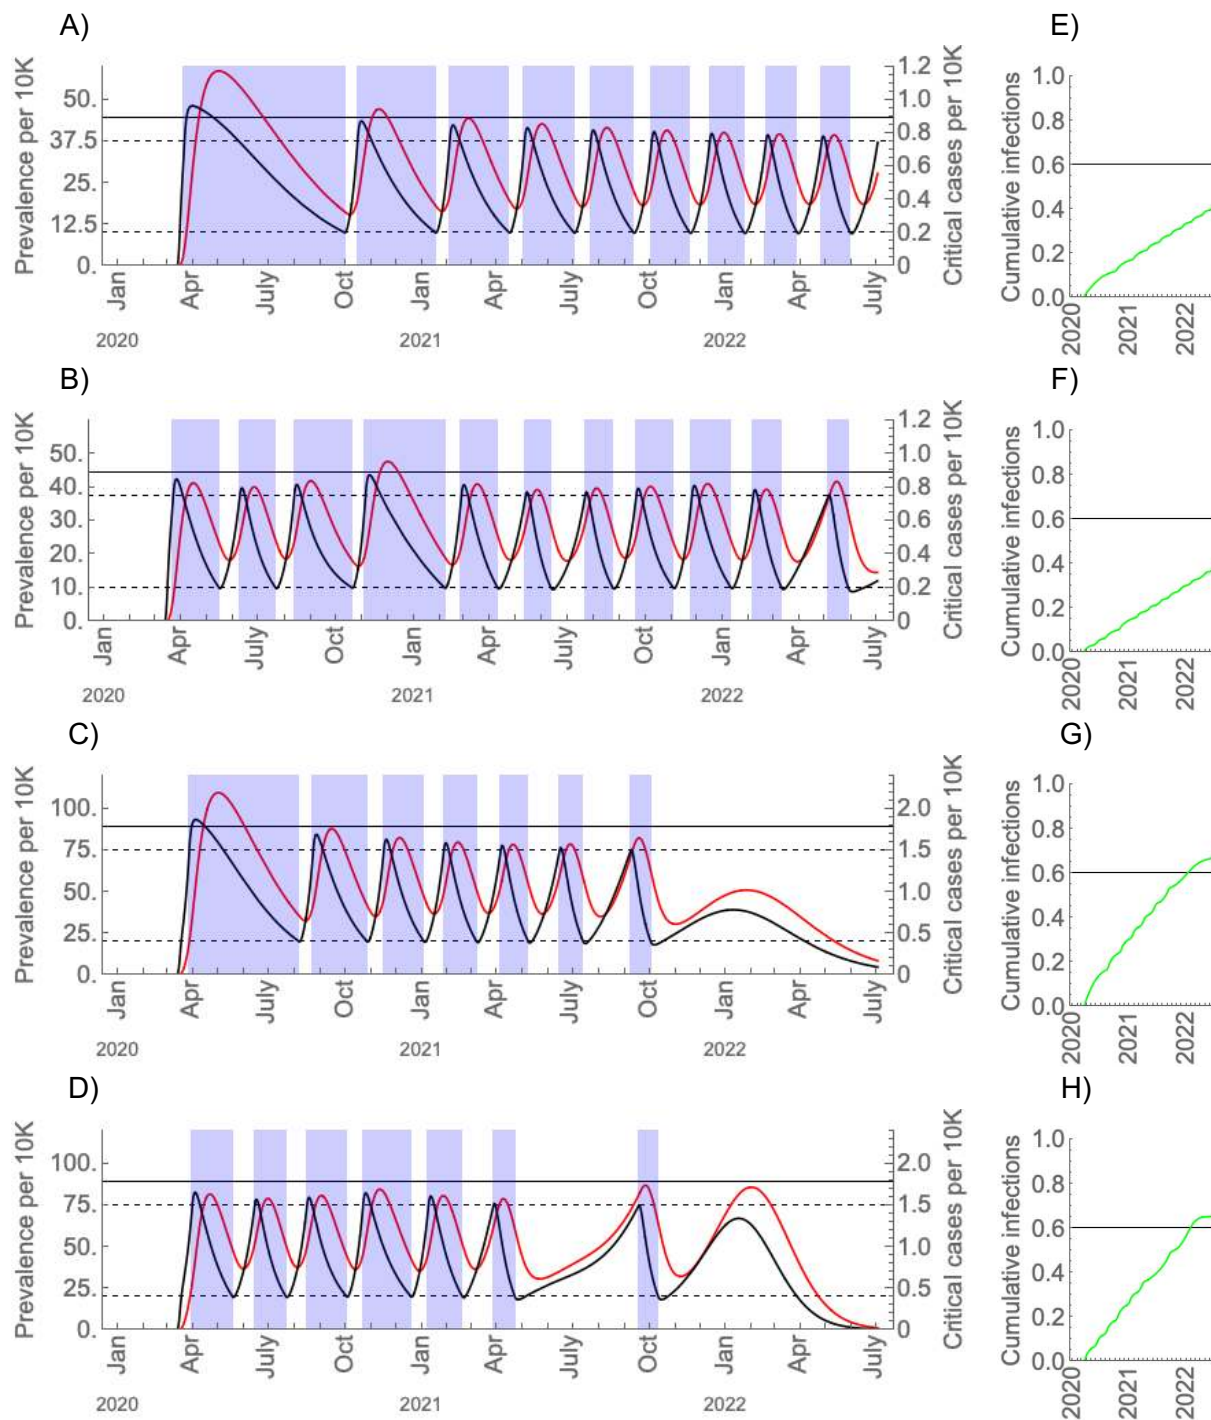 A)
E)
Prevalence per 10K
50.
37.5
25.
12.5
0.
1.2
1.0
0.8
0.6
0.4
0.2
0
Critical cases per 10K
Jan
Apr
July
Oct
Jan
Apr
July
Oct
Jan
Apr
July
2020
2021
2022
Cumulative infections
1.0
0.8
0.6
0.4
0.2
0.0
2020
2021
2022
B)
F)
Prevalence per 10K
50.
40.
30.
20.
10.
0.
1.2
1.0
0.8
0.6
0.4
0.2
0
Critical cases per 10K
Jan
Apr
July
Oct
Jan
Apr
July
Oct
Jan
Apr
July
2020
2021
2022
Cumulative infections
1.0
0.8
0.6
0.4
0.2
0.0
2020
2021
2022
C)
G)
Prevalence per 10K
100.
75.
50.
25.
0.
2.0
1.5
1.0
0.5
0
Critical cases per 10K
Jan
Apr
July
Oct
Jan
Apr
July
Oct
Jan
Apr
July
2020
2021
2022
Cumulative infections
1.0
0.8
0.6
0.4
0.2
0.0
2020
2021
2022
D)
H)
Prevalence per 10K
100.
75.
50.
25.
0.
2.0
1.5
1.0
0.5
0
Critical cases per 10K
Jan
Apr
July
Oct
Jan
Apr
July
Oct
Jan
Apr
July
2020
2021
2022
Cumulative infections
1.0
0.8
0.6
0.4
0.2
0.0
2020
2021
2022